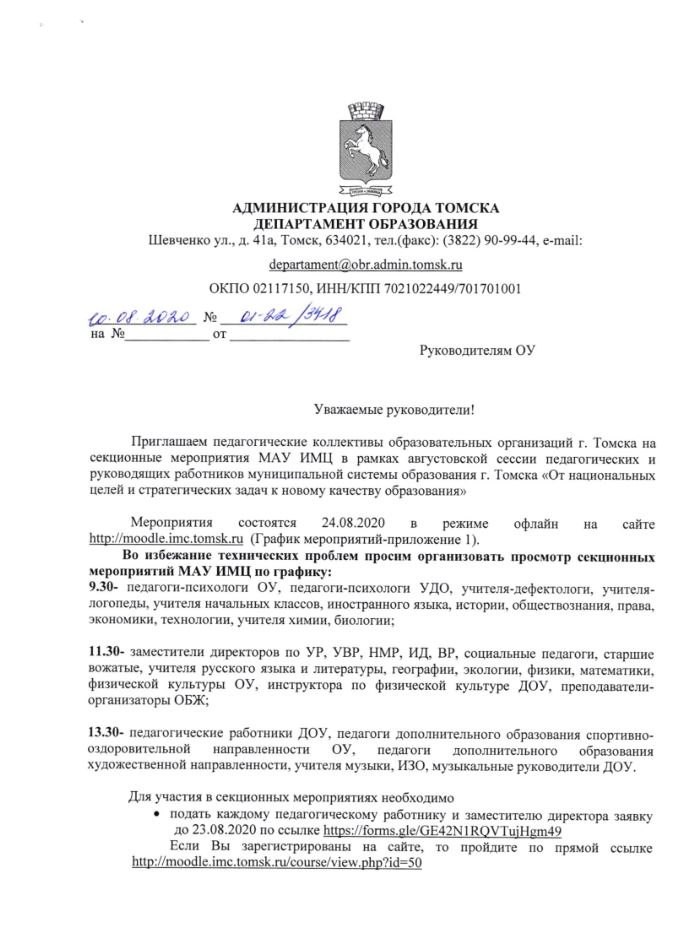 АДМИНИСТРАЦИЯ ГОРОДА ТОМСКА
ДЕПАРТАМЕНТ ОБРАЗОВАНИЯ
Шевченко ул., д. 41а, Томск, 634021, тел.(факс): (3822) 90-99-44, e-mail:
departament@obr.admin.tomsk.ru
ОКПО 02117150, ИНН/КПП 7021022449/701701001
10.08.2020 № 01-22/3418
на №____________ от _________________
Руководителям ОУ
Уважаемые руководители!
Приглашаем педагогические коллективы образовательных организаций г. Томска на
секционные мероприятия МАУ ИМЦ в рамках августовской сессии педагогических и
руководящих работников муниципальной системы образования г. Томска «От национальных
целей и стратегических задач к новому качеству образования»
Мероприятия состоятся 24.08.2020 в режиме офлайн на сайте
http://moodle.imc.tomsk.ru (График мероприятий-приложение 1).
Во избежание технических проблем просим организовать просмотр секционных
мероприятий МАУ ИМЦ по графику:
9.30- педагоги-психологи ОУ, педагоги-психологи УДО, учителя-дефектологи, учителя-
логопеды, учителя начальных классов, иностранного языка, истории, обществознания, права,
экономики, технологии, учителя химии, биологии;
11.30- заместители директоров по УР, УВР, НМР, ИД, ВР, социальные педагоги, старшие
вожатые, учителя русского языка и литературы, географии, экологии, физики, математики,
физической культуры ОУ, инструктора по физической культуре ДОУ, преподаватели-
организаторы ОБЖ;
13.30- педагогические работники ДОУ, педагоги дополнительного образования спортивно-
оздоровительной направленности ОУ, педагоги дополнительного образования
художественной направленности, учителя музыки, ИЗО, музыкальные руководители ДОУ.
Для участия в секционных мероприятиях необходимо
• подать каждому педагогическому работнику и заместителю директора заявку
до 23.08.2020 по ссылке https://forms.gle/GE42N1RQVTujHgm49
Если Вы зарегистрированы на сайте, то пройдите по прямой ссылке
http://moodle.imc.tomsk.ru/course/view.php?id=50